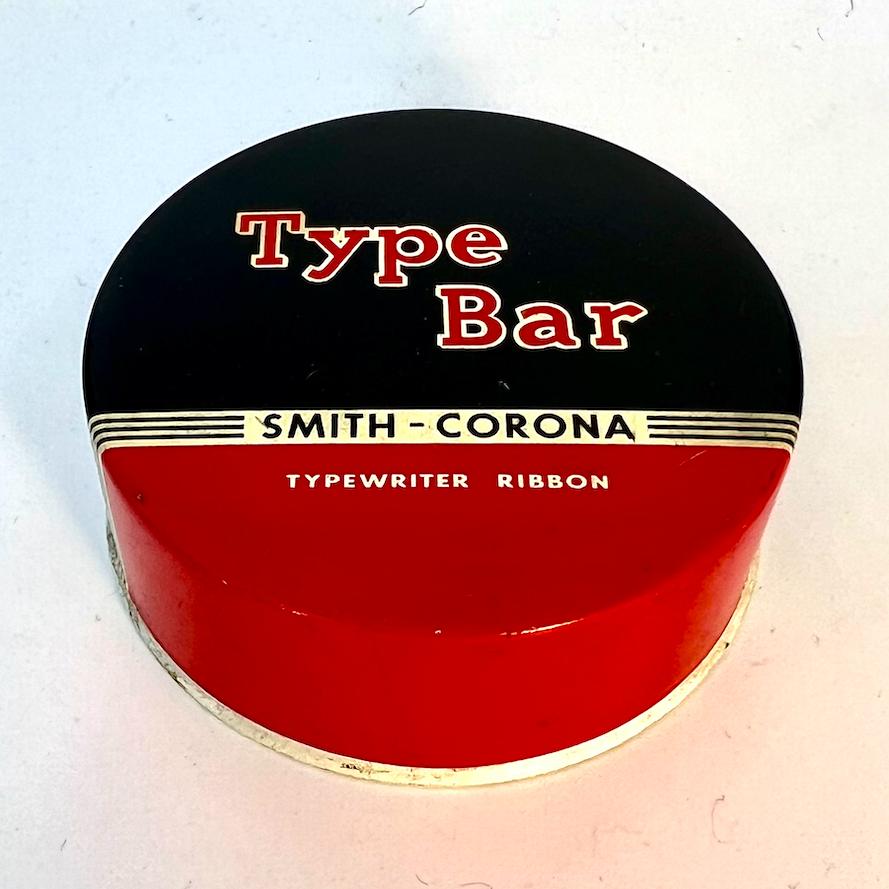 Type
Bar
SMITH - CORONA
TYPEWRITER RIBBON